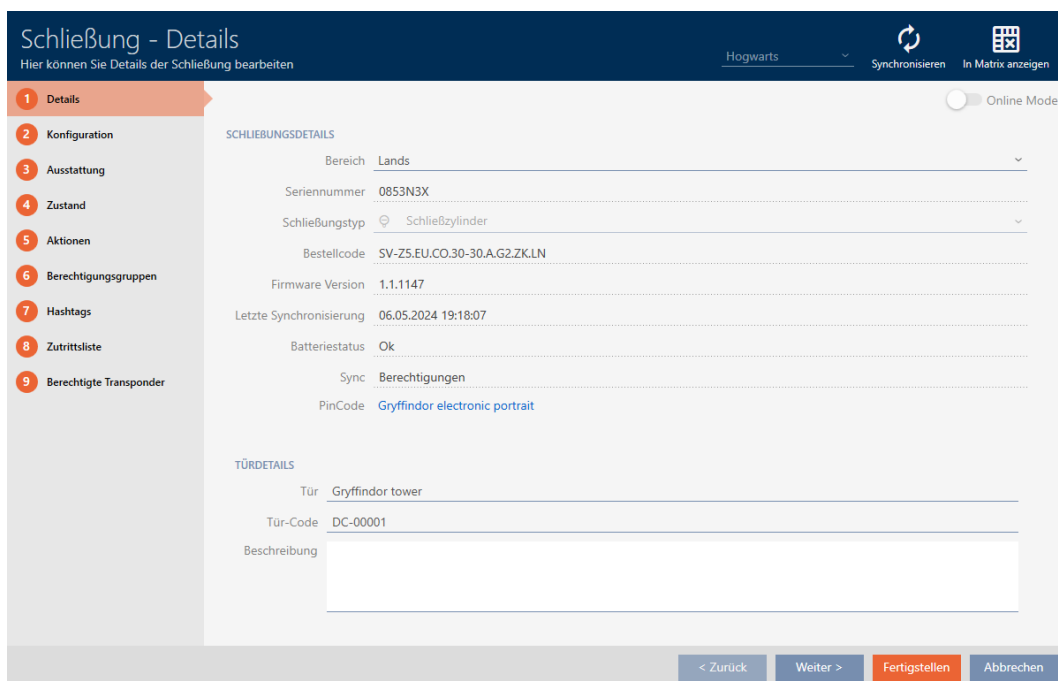 Schließung - Details
Hier können Sie Details der Schließung bearbeiten
Hogwarts
Synchronisieren
In Matrix anzeigen
1 Details
2 Konfiguration
3 Ausstattung
4 Zustand
5 Aktionen
6 Berechtigungsgruppen
7 Hashtags
8 Zutrittsliste
9 Berechtigte Transponder
Online Mode
SCHLIEßUNGSDETAILS
Bereich Lands
Seriennummer 0853N3X
Schließungstyp Schließzylinder
Bestellcode SV-Z5.EU.CO.30-30.A.G2.ZK.LN
Firmware Version 1.1.1147
Letzte Synchronisierung 06.05.2024 19:18:07
Batteriestatus Ok
Sync Berechtigungen
PinCode Gryffindor electronic portrait
TÜRDETAILS
Tür Gryffindor tower
Tür-Code DC-00001
Beschreibung
< Zurück
Weiter >
Fertigstellen
Abbrechen